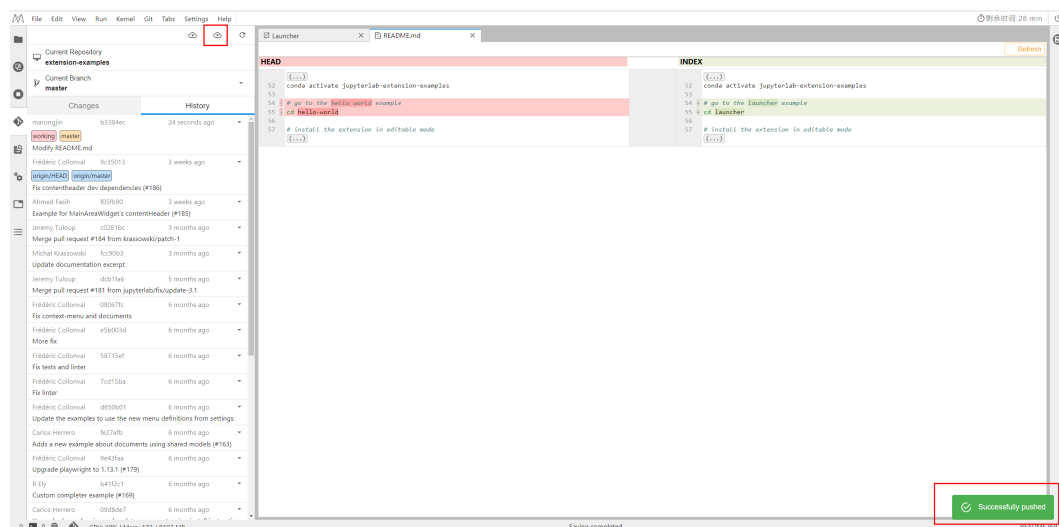 File Edit View Run Kernel Git Tabs Settings Help
剩余时间: 28 min
Current Repository
extension-examples
Current Branch
master
Changes History
marongjin b3384ec 24 seconds ago
working master
Modify README.md
Frédéric Collonval 9c35013 3 weeks ago
origin/HEAD origin/master
Fix contentheader dev dependencies (#186)
Ahmed Fasih f05fb90 3 weeks ago
Example for MainAreaWidget's contentHeader (#185)
Jeremy Tuloup c0281bc 3 months ago
Merge pull request #184 from krassowski/patch-1
Michał Krassowski fcc90b3 3 months ago
Update documentation excerpt
Jeremy Tuloup dcb1fa6 5 months ago
Merge pull request #181 from jupyterlab/fix/update-3.1
Frédéric Collonval 08067fc 6 months ago
Fix context-menu and documents
Frédéric Collonval e5b003d 6 months ago
More fix
Frédéric Collonval 58715ef 6 months ago
Fix tests and linter
Frédéric Collonval 7cd15ba 6 months ago
Fix linter
Frédéric Collonval d650b01 6 months ago
Update the examples to use the new menu definitions from settings
Carlos Herrero fe27afb 6 months ago
Adds a new example about documents using shared models (#163)
Frédéric Collonval 9e43faa 6 months ago
Upgrade playwright to 1.13.1 (#179)
R Ely b41f2c1 6 months ago
Custom completer example (#169)
Carlos Herrero 09d8de7 6 months ago
Launcher README.md
Refresh
HEAD
(...)
52 conda activate jupyterlab-extension-examples
53
54 - # go to the hello world example
55 - cd hello-world
56
57 # install the extension in editable mode
(...)
INDEX
(...)
52 conda activate jupyterlab-extension-examples
53
54 + # go to the launcher example
55 + cd launcher
56
57 # install the extension in editable mode
(...)
Successfully pushed
Saving completed